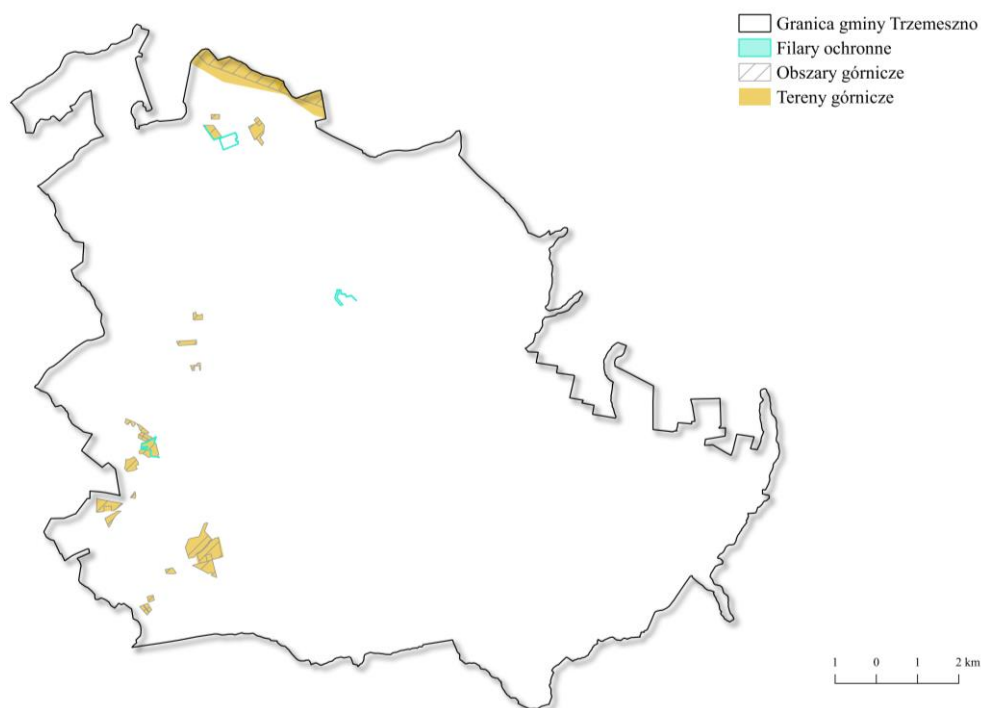 Granica gminy Trzemeszno
Filary ochronne
Obszary górnicze
Tereny górnicze
1 0 1 2 km